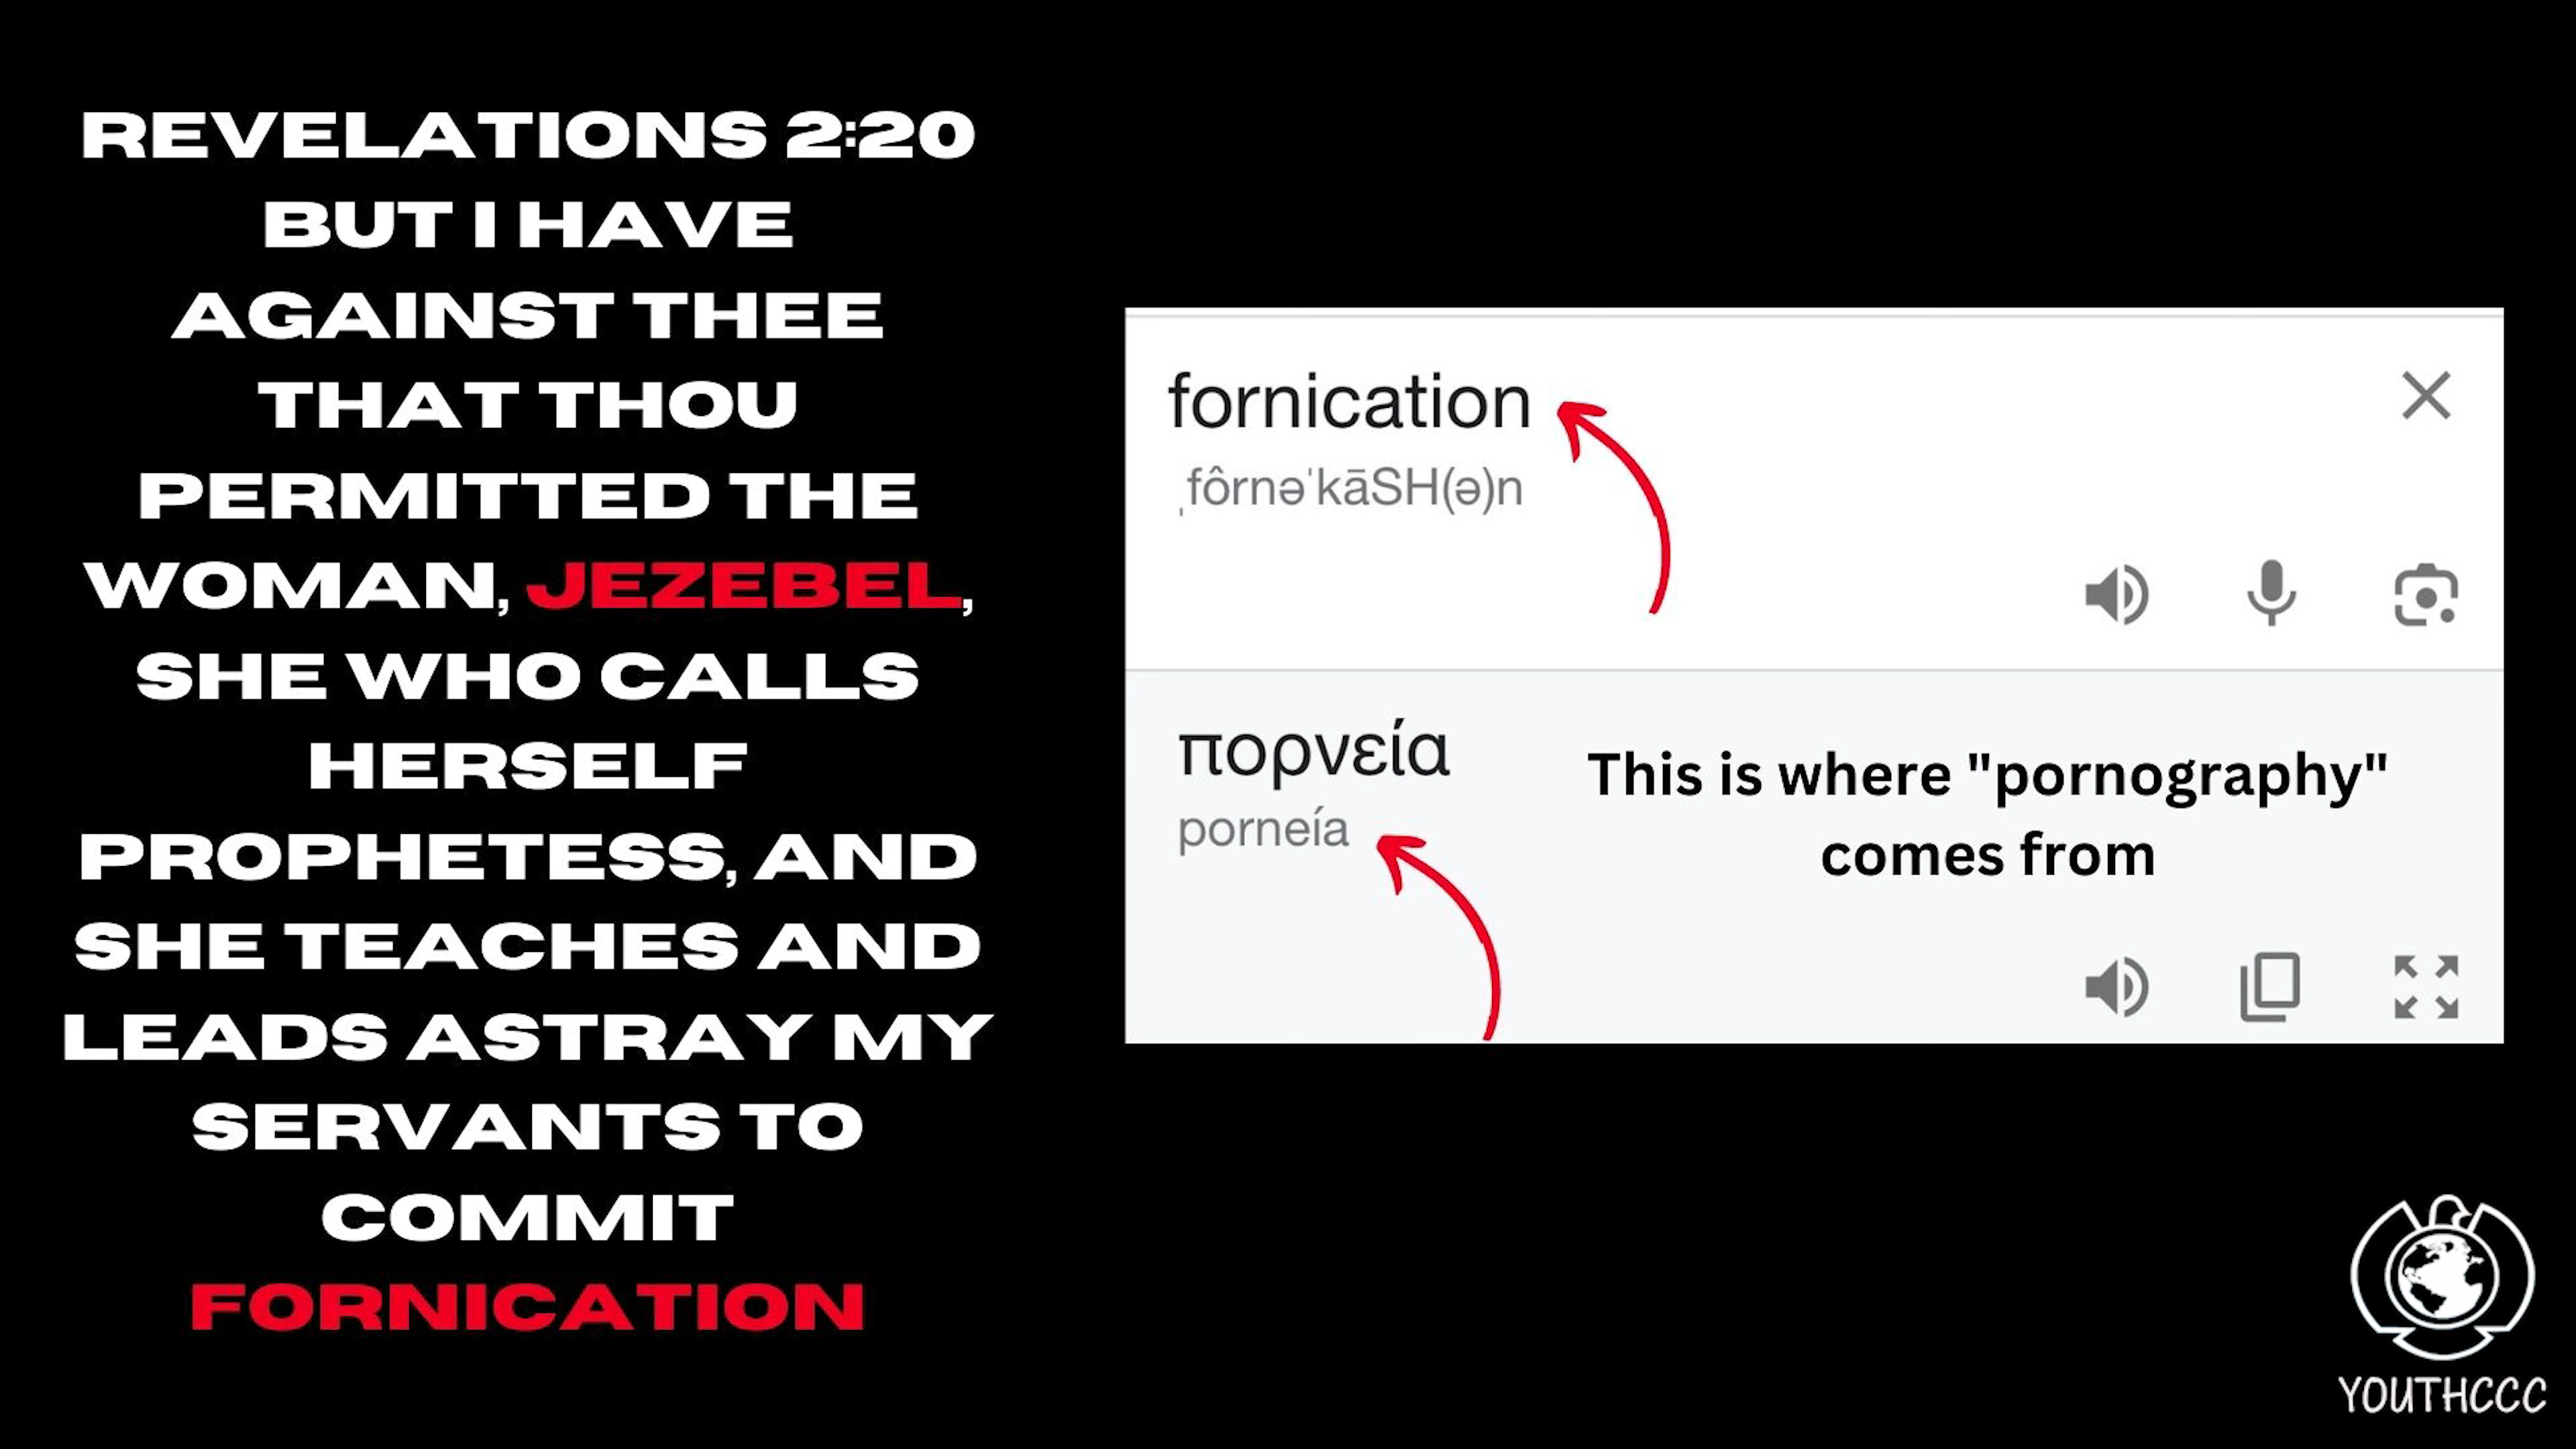 REVELATIONS 2:20
BUT I HAVE
AGAINST THEE
THAT THOU
PERMITTED THE
WOMAN, JEZEBEL,
SHE WHO CALLS
HERSELF
PROPHETESS, AND
SHE TEACHES AND
LEADS ASTRAY MY
SERVANTS TO
COMMIT
FORNICATION
fornication
ˌfôrnəˈkāSH(ə)n
πορνεία
porneía
This is where "pornography"
comes from
YOUTHCCC